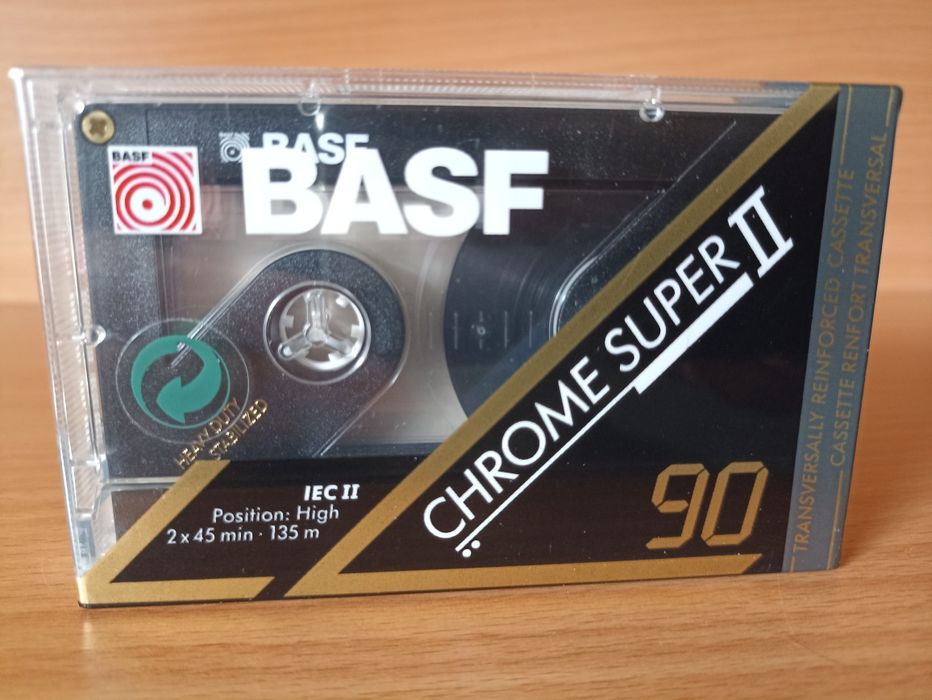 BASF
BASF
BASF
CHROME SUPER II
90
HEAVY DUTY
STABILIZED
IEC II
Position: High
2 x 45 min · 135 m
TRANSVERSALLY REINFORCED CASSETTE
CASSETTE RENFORT TRANSVERSAL